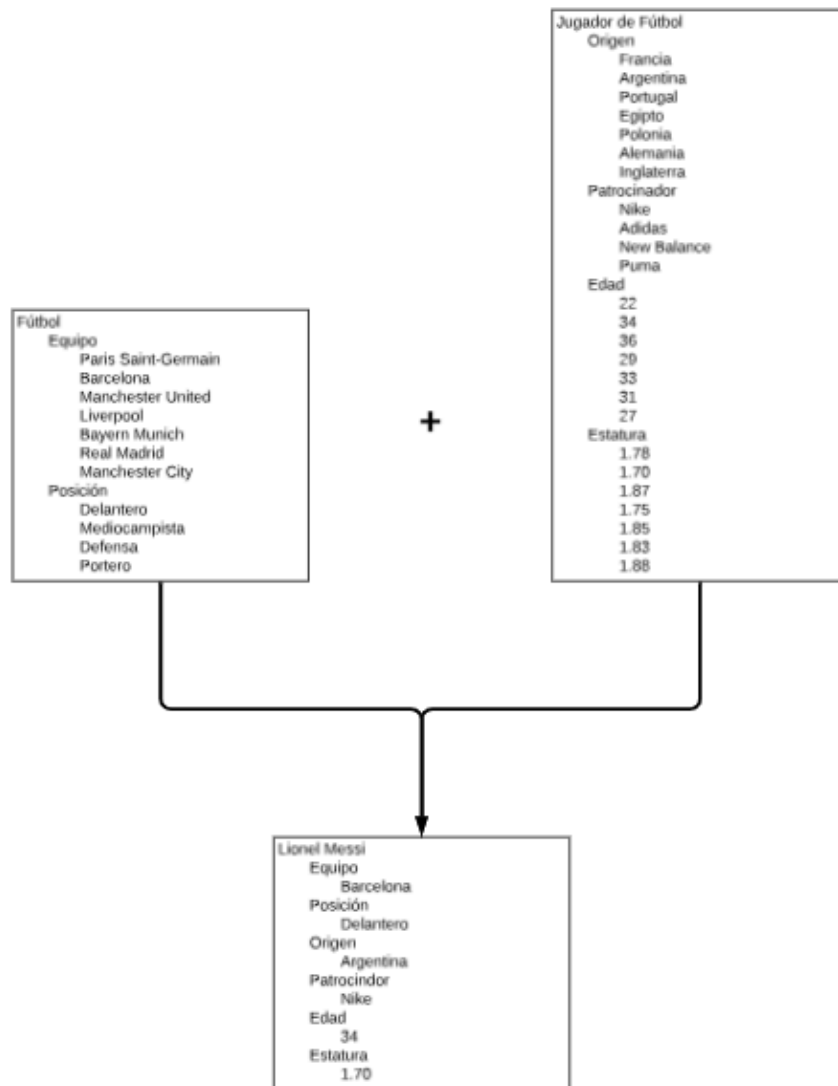 Fútbol
Equipo
Paris Saint-Germain
Barcelona
Manchester United
Liverpool
Bayern Munich
Real Madrid
Manchester City
Posición
Delantero
Mediocampista
Defensa
Portero
+
Jugador de Fútbol
Origen
Francia
Argentina
Portugal
Egipto
Polonia
Alemania
Inglaterra
Patrocinador
Nike
Adidas
New Balance
Puma
Edad
22
34
36
29
33
31
27
Estatura
1.78
1.70
1.87
1.75
1.85
1.83
1.88
Lionel Messi
Equipo
Barcelona
Posición
Delantero
Origen
Argentina
Patrocindor
Nike
Edad
34
Estatura
1.70